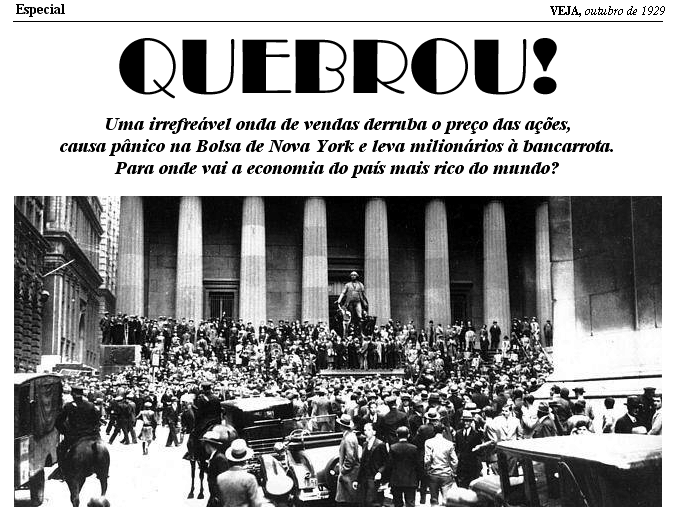 Especial
VEJA, outubro de 1929
QUEBROU!
Uma irrefreável onda de vendas derruba o preço das ações,
causa pânico na Bolsa de Nova York e leva milionários à bancarrota.
Para onde vai a economia do país mais rico do mundo?